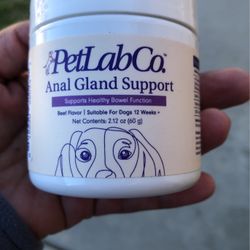 PetLabCo.
Anal Gland Support
Supports Healthy Bowel Function
Beef Flavor | Suitable For Dogs 12 Weeks+
Net Contents: 2.12 oz (60 g)